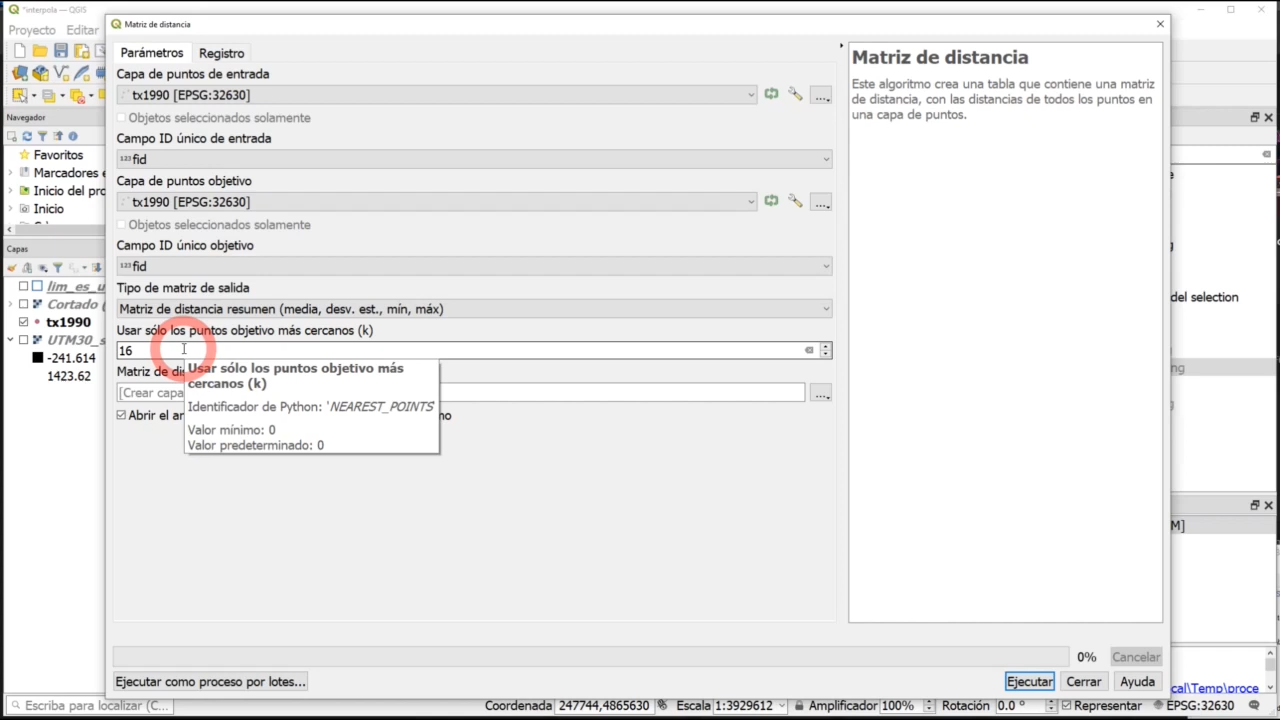 *interpola — QGIS
Matriz de distancia
Proyecto Editar
Parámetros Registro
Capa de puntos de entrada
tx1990 [EPSG:32630]
...
Objetos seleccionados solamente
Campo ID único de entrada
123 fid
Capa de puntos objetivo
tx1990 [EPSG:32630]
...
Objetos seleccionados solamente
Campo ID único objetivo
123 fid
Tipo de matriz de salida
Matriz de distancia resumen (media, desv. est., mín, máx)
Usar sólo los puntos objetivo más cercanos (k)
16
Matriz de di
[Crear capa
...
Abrir el ar
mo
Usar sólo los puntos objetivo más
cercanos (k)
Identificador de Python: 'NEAREST_POINTS
Valor mínimo: 0
Valor predeterminado: 0
Matriz de distancia
Este algoritmo crea una tabla que contiene una matriz
de distancia, con las distancias de todos los puntos en
una capa de puntos.
Navegador
Favoritos
Marcadores e
Inicio del pro
Inicio
Capas
lim_es_u
Cortado (
tx1990
UTM30_s
-241.614
1423.62
del selection
ng
M]
0%
Cancelar
Ejecutar como proceso por lotes...
Ejecutar
Cerrar
Ayuda
cal\Temp\proce
Escriba para localizar (C...
Coordenada 247744,4865630
Escala 1:3929612
Amplificador 100%
Rotación 0.0 °
Representar
EPSG:32630